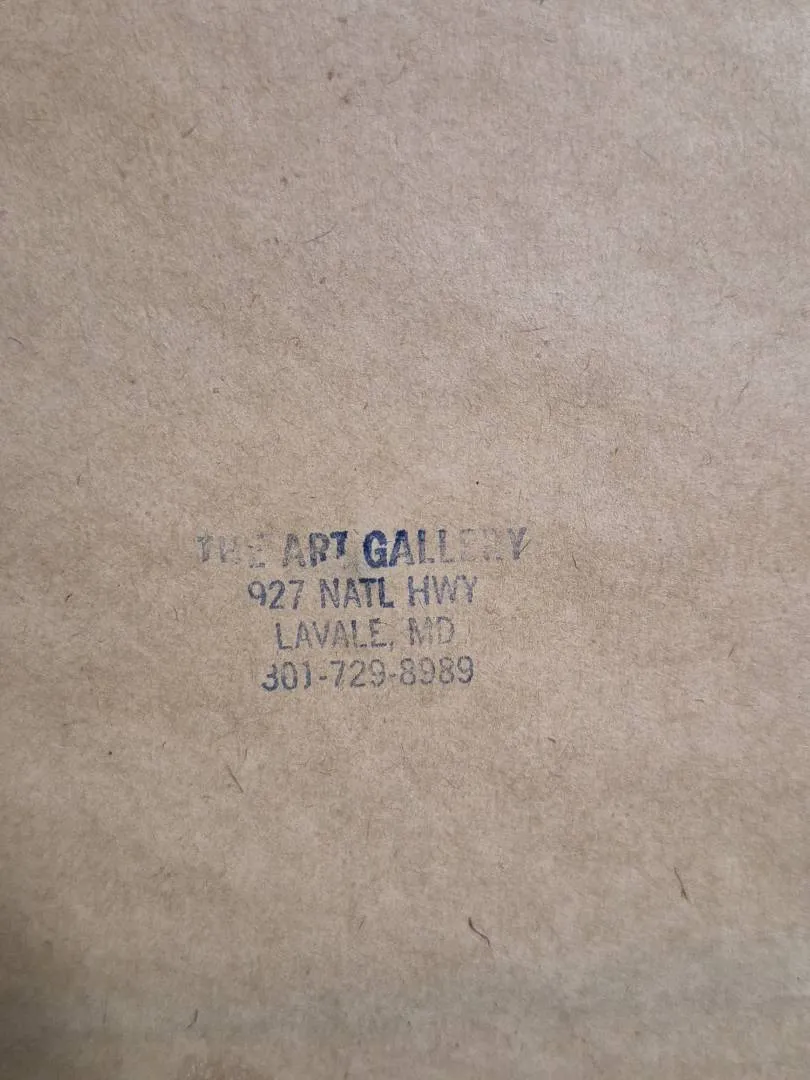 THE ART GALLERY
927 NATL HWY
LAVALE, MD
301-729-8989